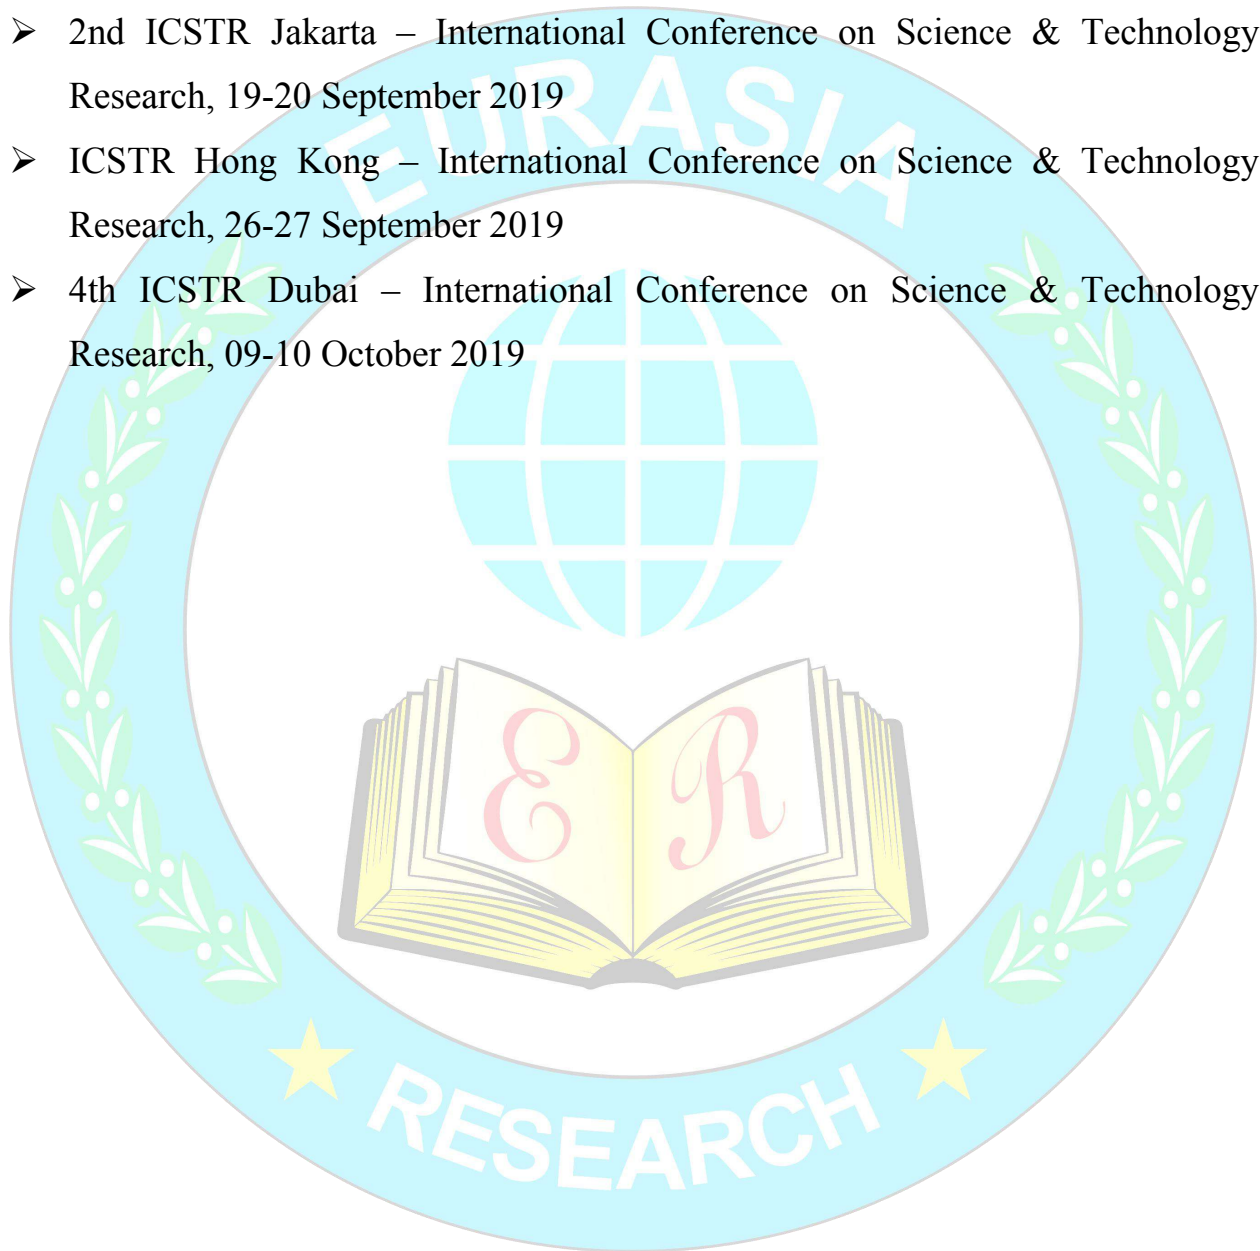 ➢ 2nd ICSTR Jakarta – International Conference on Science & Technology
Research, 19-20 September 2019
➢ ICSTR Hong Kong – International Conference on Science & Technology
Research, 26-27 September 2019
➢ 4th ICSTR Dubai – International Conference on Science & Technology
Research, 09-10 October 2019
EURASIA
E R
RESEARCH